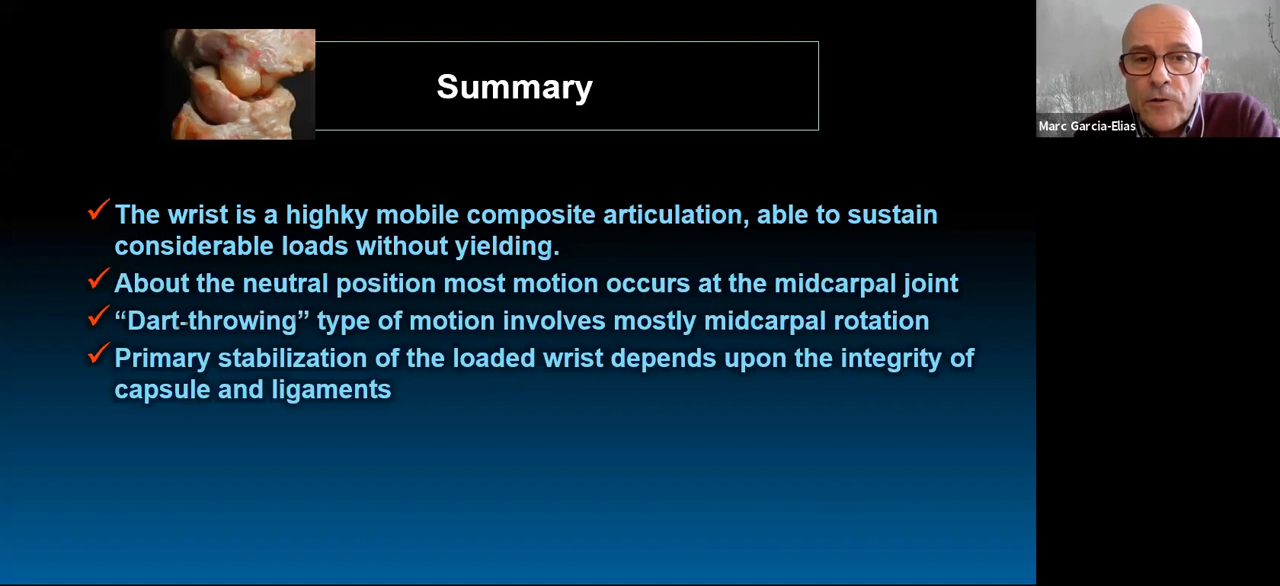 Summary
Marc Garcia-Elias
The wrist is a highky mobile composite articulation, able to sustain
considerable loads without yielding.
About the neutral position most motion occurs at the midcarpal joint
“Dart-throwing” type of motion involves mostly midcarpal rotation
Primary stabilization of the loaded wrist depends upon the integrity of
capsule and ligaments